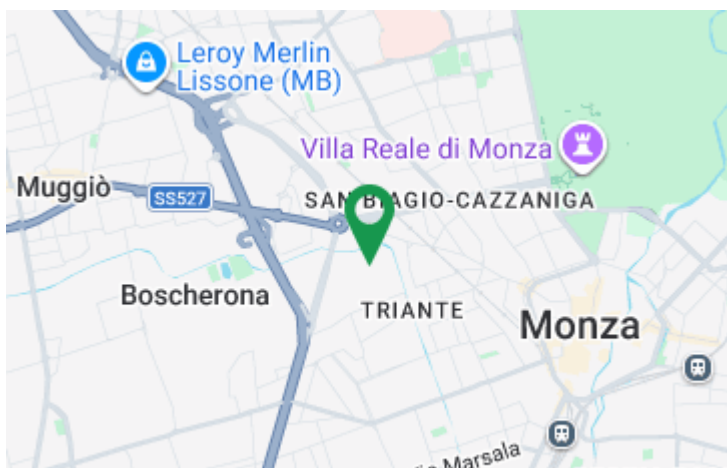 Leroy Merlin
Lissone (MB)
Villa Reale di Monza
Muggiò
SS527
SAN BIAGIO-CAZZANIGA
Boscherona
TRIANTE
Monza
Marsala